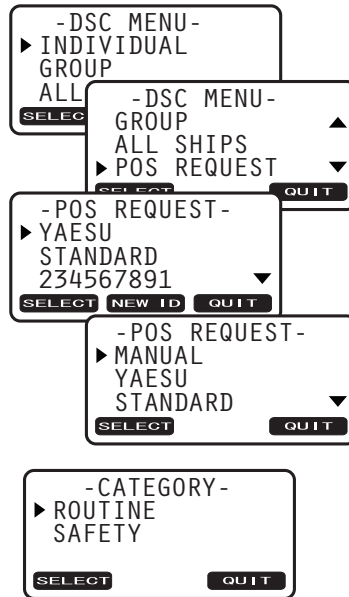 -DSC MENU-
INDIVIDUAL
GROUP
ALL
SELEC
-DSC MENU-
GROUP
ALL SHIPS
POS REQUEST
SELECT QUIT
-POS REQUEST-
YAESU
STANDARD
234567891
SELECT NEW ID QUIT
-POS REQUEST-
MANUAL
YAESU
STANDARD
SELECT QUIT
-CATEGORY-
ROUTINE
SAFETY
SELECT QUIT